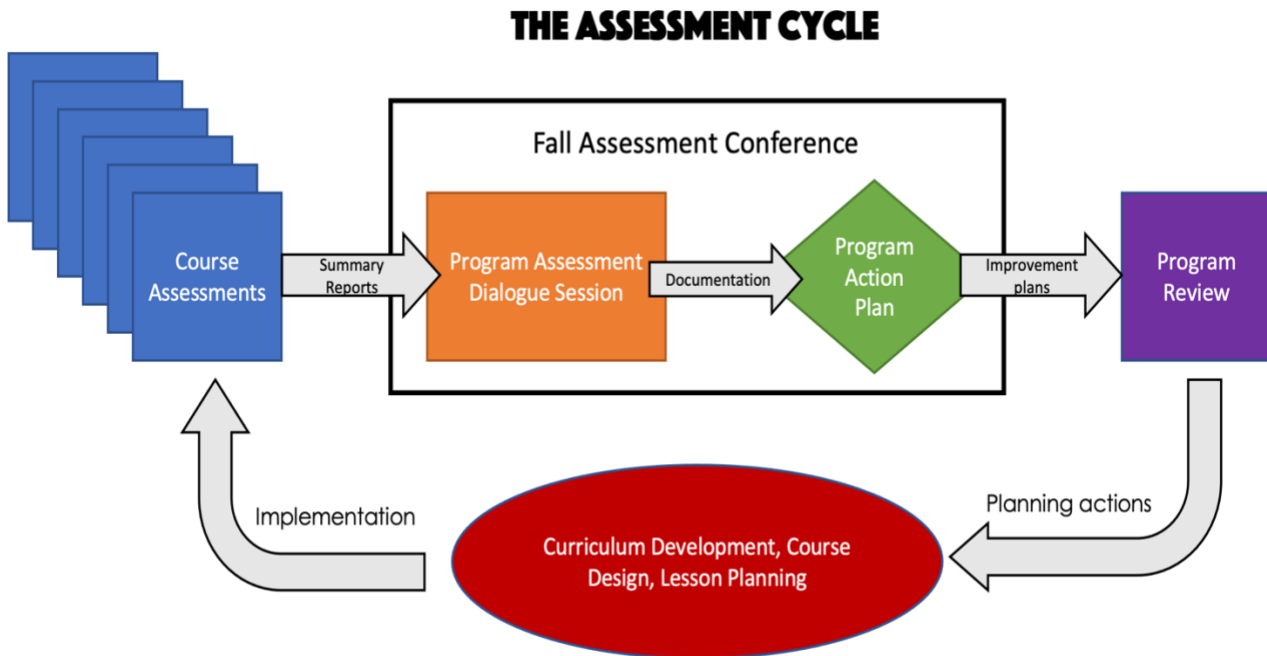 THE ASSESSMENT CYCLE
Fall Assessment Conference
Course
Assessments
Summary
Reports
Program Assessment
Dialogue Session
Documentation
Program
Action
Plan
Improvement
plans
Program
Review
Implementation
Planning actions
Curriculum Development, Course
Design, Lesson Planning